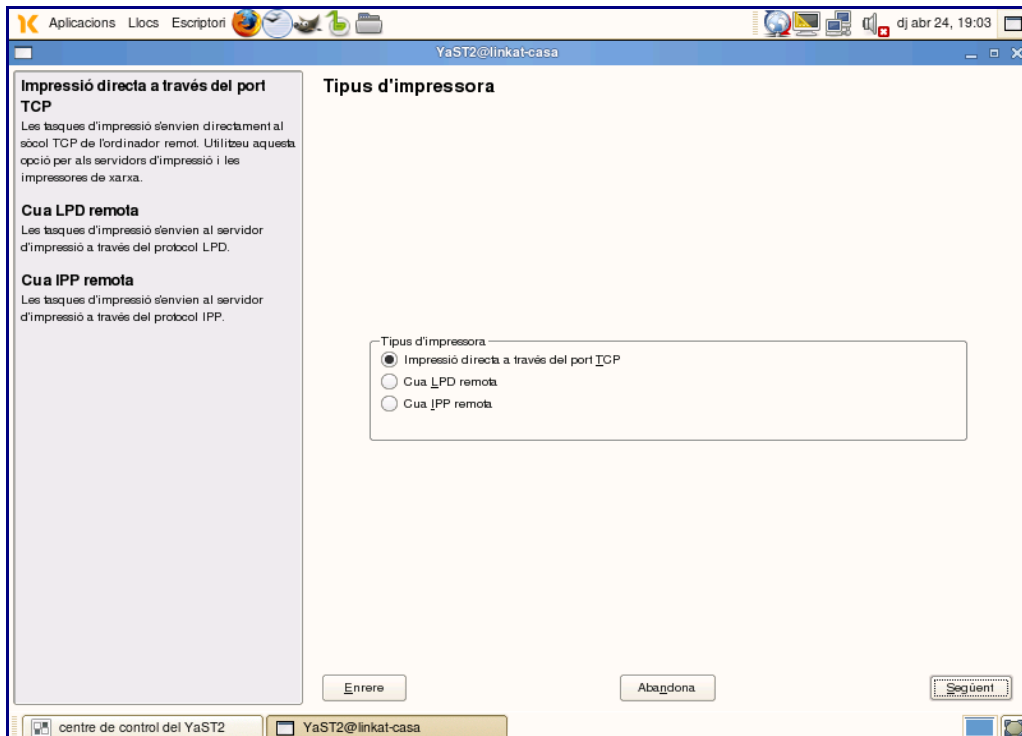 Aplicacions Llocs Escriptori dj abr 24, 19:03
YaST2@linkat-casa
Impressió directa a través del port
TCP
Les tasques d'impressió s'envien directament al
sòcol TCP de l'ordinador remot. Utilitzeu aquesta
opció per als servidors d'impressió i les
impressores de xarxa.
Cua LPD remota
Les tasques d'impressió s'envien al servidor
d'impressió a través del protocol LPD.
Cua IPP remota
Les tasques d'impressió s'envien al servidor
d'impressió a través del protocol IPP.
Tipus d'impressora
Tipus d'impressora
Impressió directa a través del port TCP
Cua LPD remota
Cua IPP remota
Enrere Abandona Següent
centre de control del YaST2 YaST2@linkat-casa